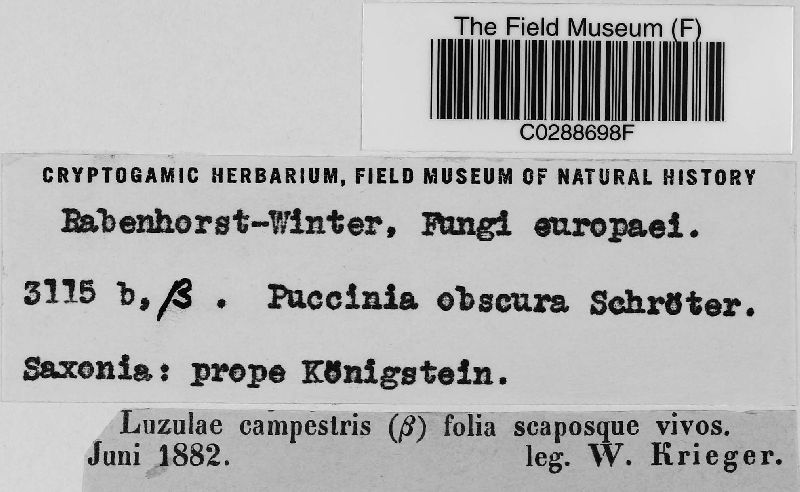 The Field Museum (F)
C0288698F
CRYPTOGAMIC HERBARIUM, FIELD MUSEUM OF NATURAL HISTORY
Rabenhorst-Winter, Fungi europaei.
3115 b, β . Puccinia obscura Schröter.
Saxonia: prope Königstein.
Luzulae campestris (β) folia scaposque vivos.
Juni 1882. leg. W. Krieger.